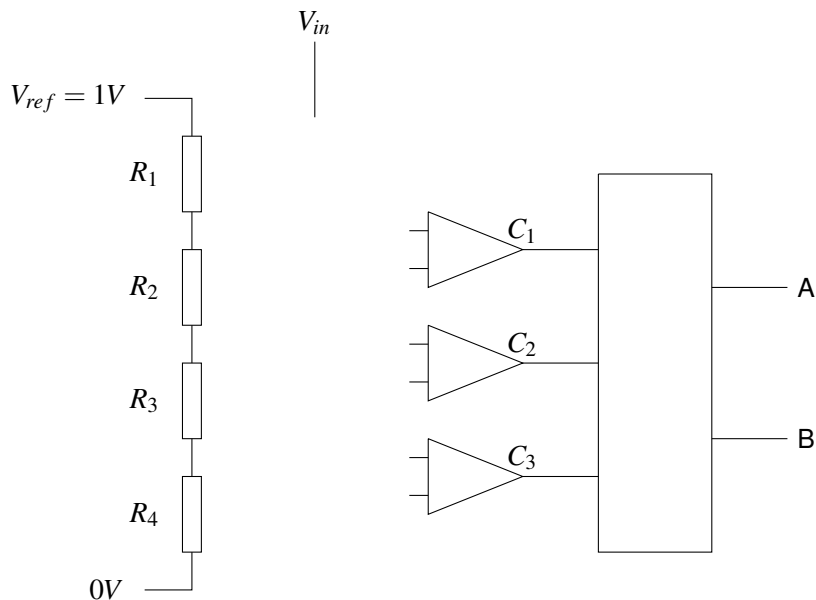 V_in
V_ref = 1V
R_1
C_1
R_2
A
C_2
R_3
B
C_3
R_4
0V